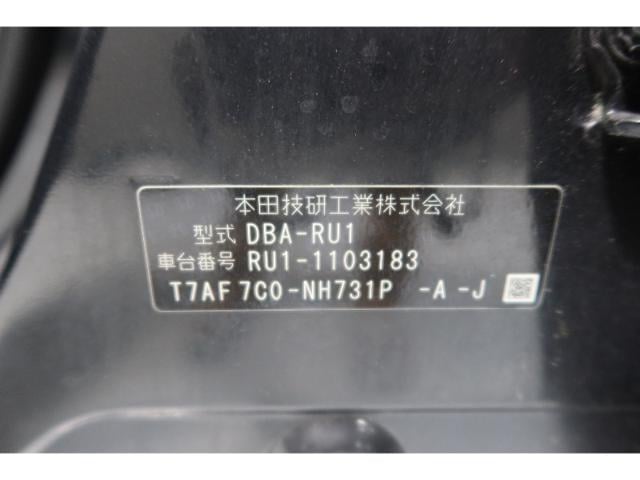 本田技研工業株式会社
型式 DBA-RU1
車台番号 RU1-1103183
T7AF 7C0-NH731P -A -J